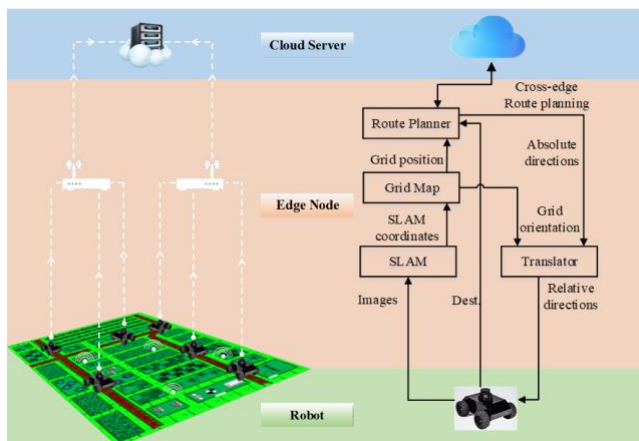 Cloud Server
Cross-edge
Route planning
Route Planner
Grid position
Absolute
directions
Grid Map
Edge Node
SLAM
coordinates
Grid
orientation
SLAM
Translator
Images
Dest.
Relative
directions
Robot